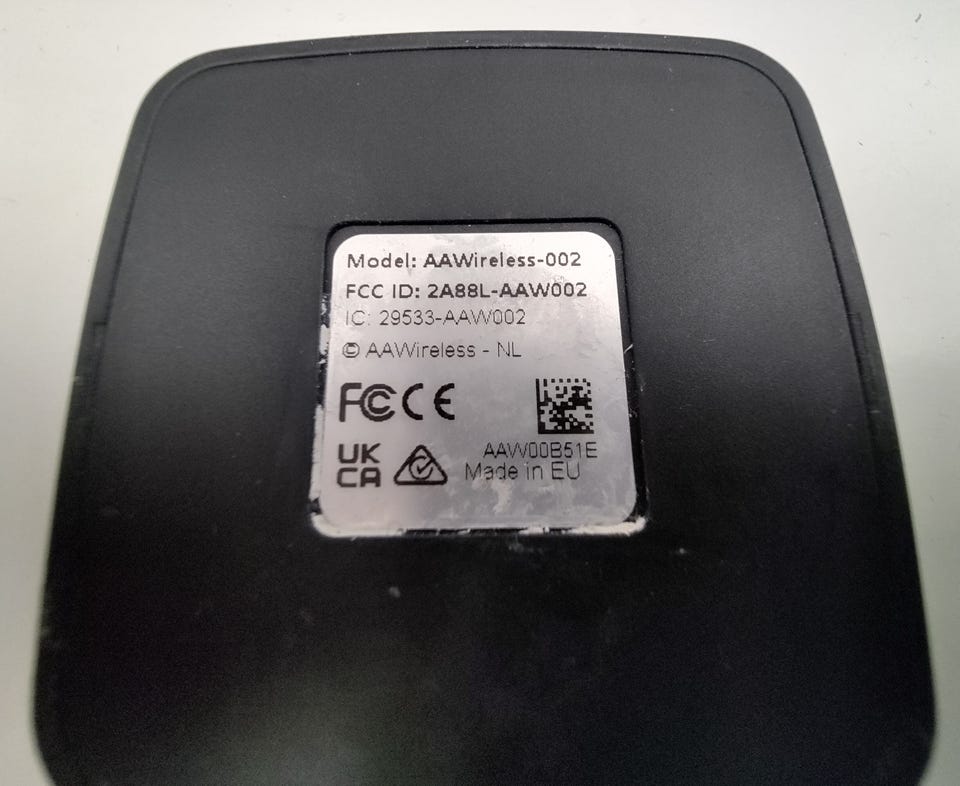 Model: AAWireless-002
FCC ID: 2A88L-AAW002
IC: 29533-AAW002
© AAWireless - NL
FCC CE
UK
CA
AAW00B51E
Made in EU